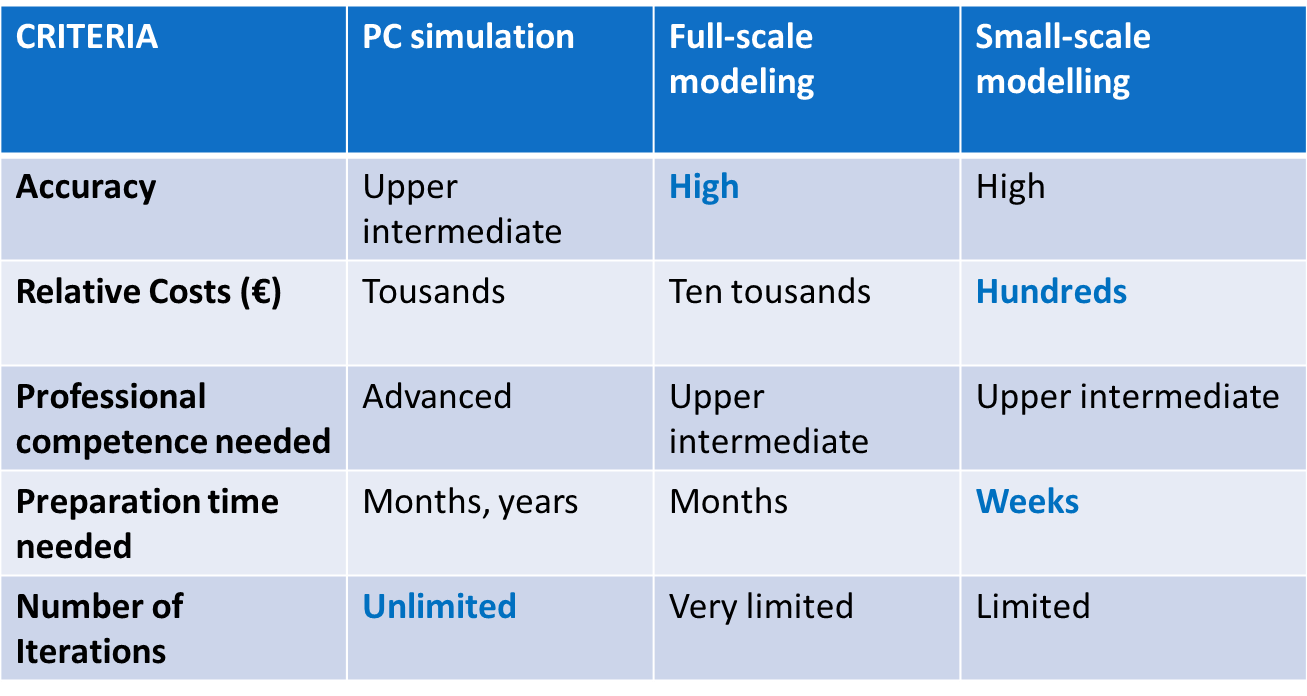 CRITERIA
PC simulation
Full-scale
modeling
Small-scale
modelling
Accuracy
Upper
intermediate
High
High
Relative Costs (€)
Tousands
Ten tousands
Hundreds
Professional
competence needed
Advanced
Upper
intermediate
Upper intermediate
Preparation time
needed
Months, years
Months
Weeks
Number of
Iterations
Unlimited
Very limited
Limited